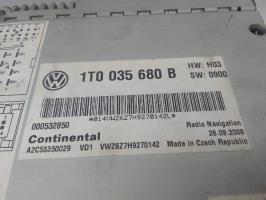 1T0 035 680 B
HW: H03
SW: 0900
*014VWZ6Z7H9270142L*
000532850
Radio Navigation
Continental
26.09.2008
A2C53350029 VD1 VWZ6Z7H9270142 Made in Czech Republic